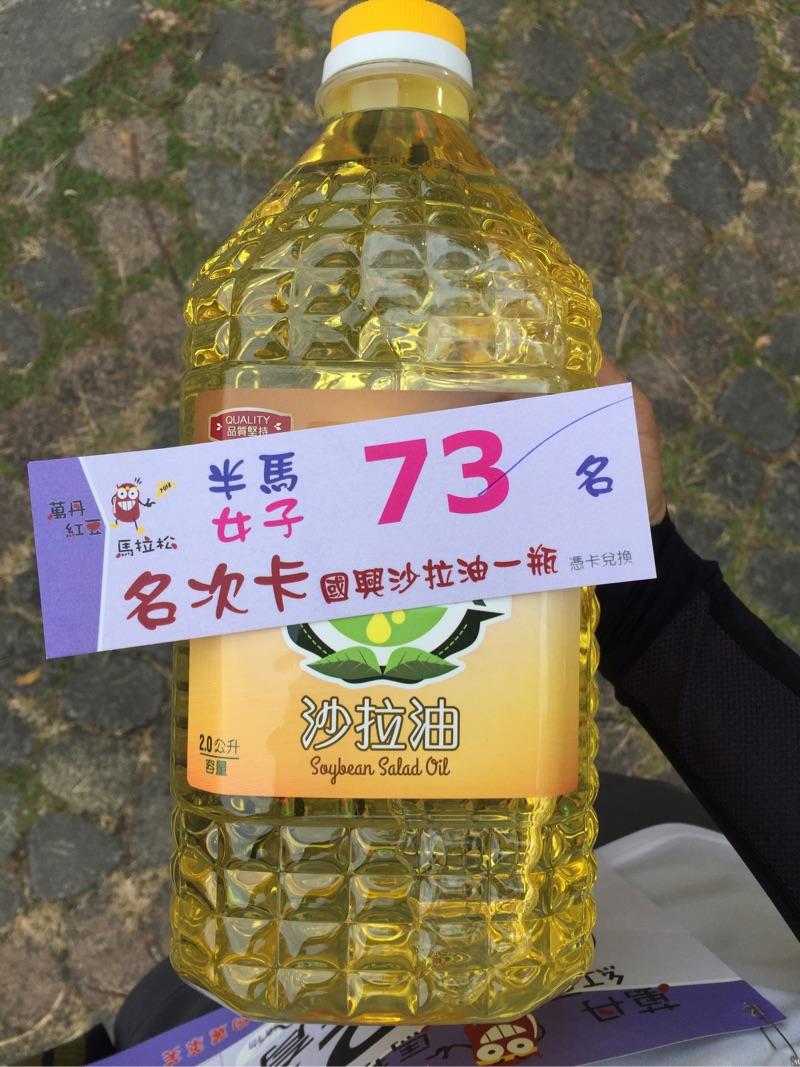 QUALITY
品質堅持
萬丹
紅豆
馬拉松
半馬
女子
73
名
名次卡
國興沙拉油一瓶
憑卡兌換
沙拉油
2.0公升
容量
Soybean Salad Oil
萬丹